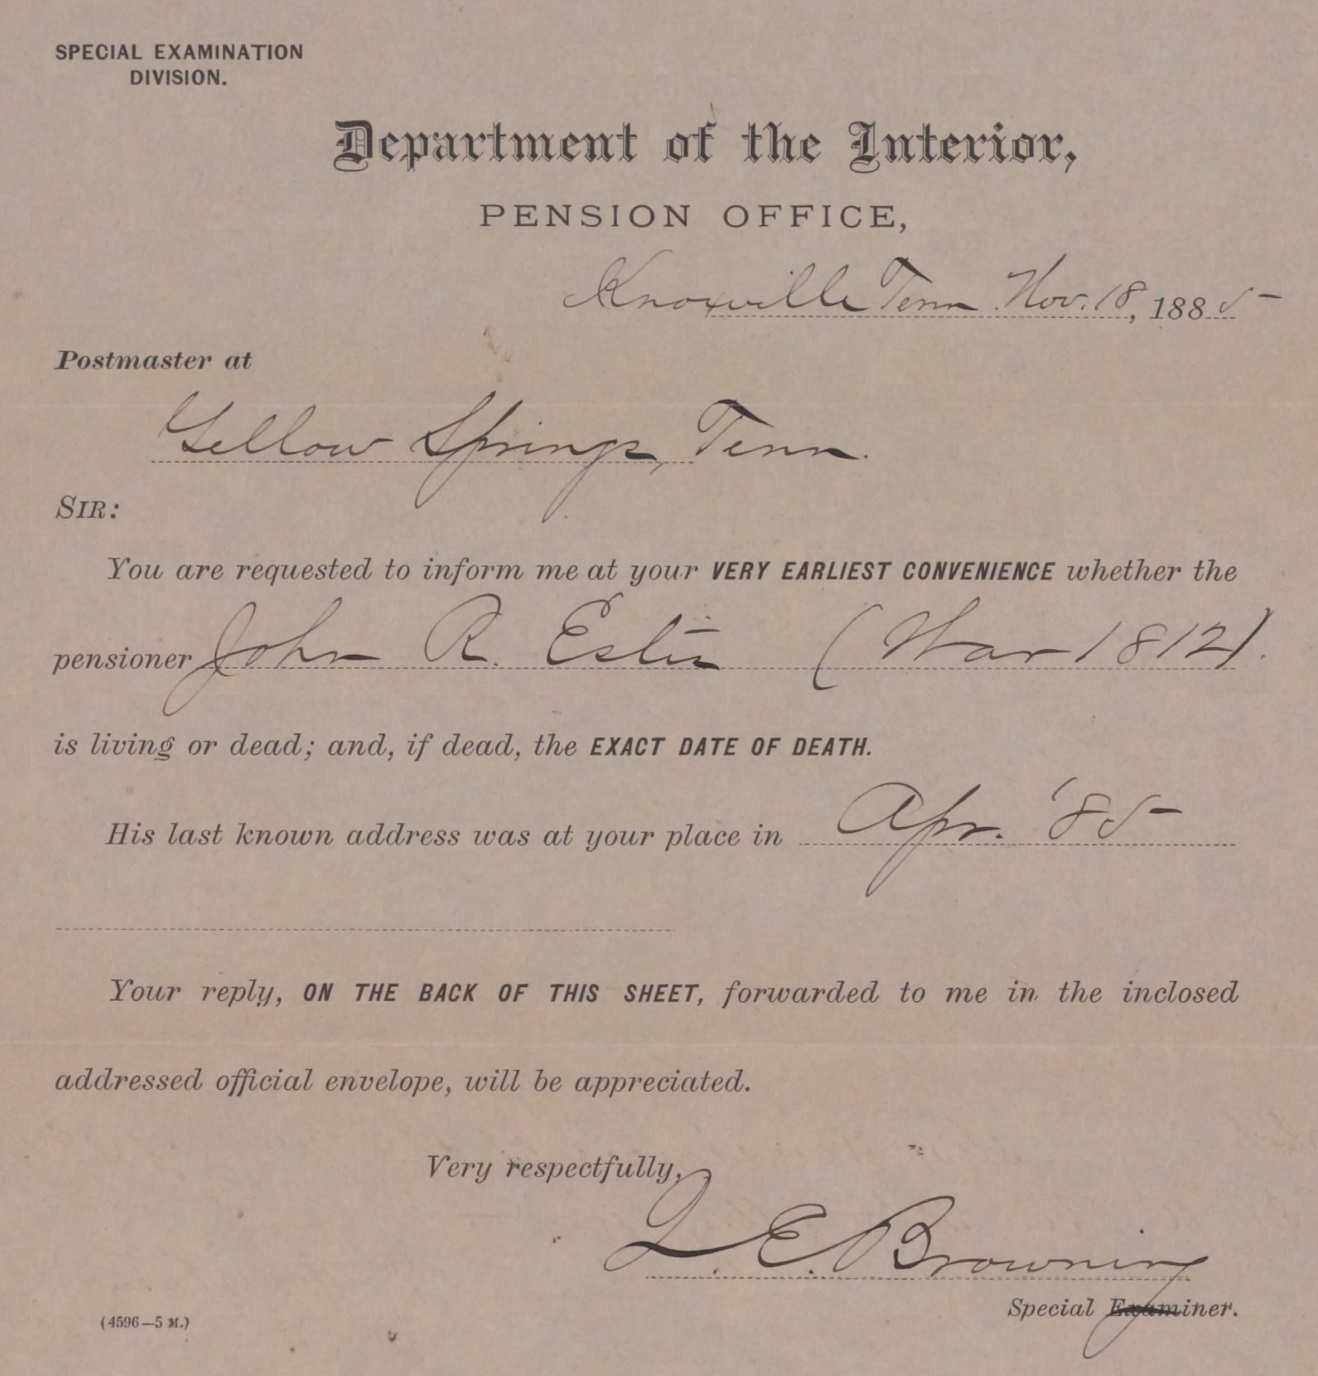 SPECIAL EXAMINATION
DIVISION.
Department of the Interior,
PENSION OFFICE,
Knoxville Tenn. Nov. 18, 1885
Postmaster at
Yellow Springs, Tenn.
SIR:
You are requested to inform me at your VERY EARLIEST CONVENIENCE whether the
pensioner John R. Estis (War 1812).
is living or dead; and, if dead, the EXACT DATE OF DEATH.
His last known address was at your place in Apr. '85
Your reply, ON THE BACK OF THIS SHEET, forwarded to me in the inclosed
addressed official envelope, will be appreciated.
Very respectfully,
L. E. Browning
Special Examiner.
(4596—5 M.)